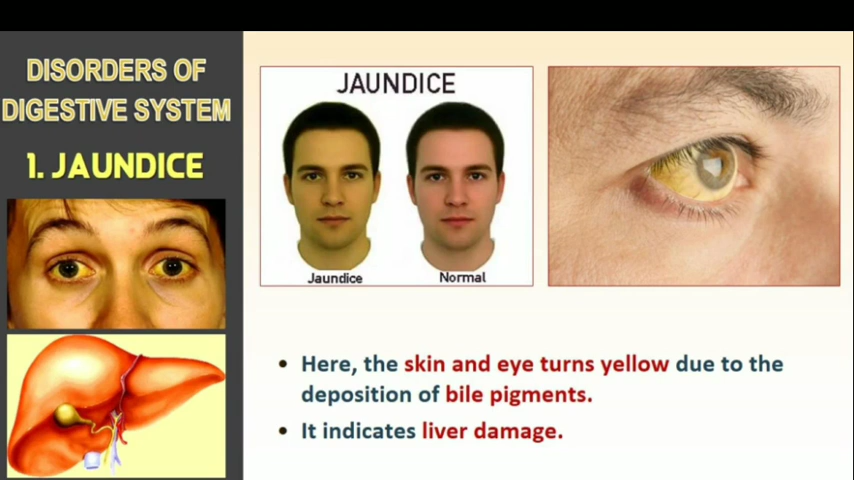 DISORDERS OF
DIGESTIVE SYSTEM
1. JAUNDICE
JAUNDICE
Jaundice
Normal
• Here, the skin and eye turns yellow due to the
deposition of bile pigments.
• It indicates liver damage.